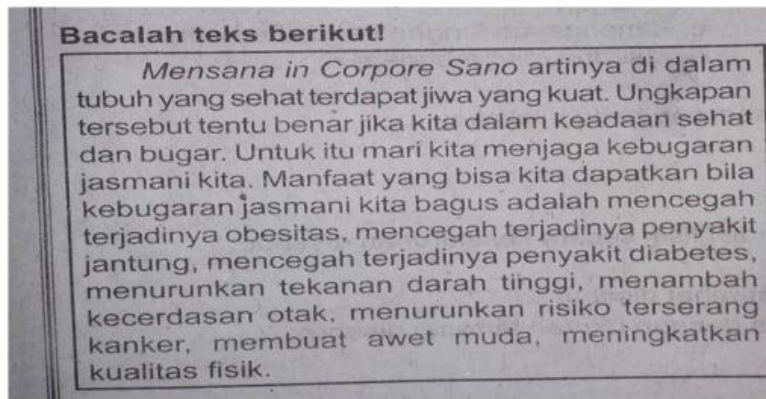 Bacalah teks berikut!
Mensana in Corpore Sano artinya di dalam
tubuh yang sehat terdapat jiwa yang kuat. Ungkapan
tersebut tentu benar jika kita dalam keadaan sehat
dan bugar. Untuk itu mari kita menjaga kebugaran
jasmani kita. Manfaat yang bisa kita dapatkan bila
kebugaran jasmani kita bagus adalah mencegah
terjadinya obesitas, mencegah terjadinya penyakit
jantung, mencegah terjadinya penyakit diabetes,
menurunkan tekanan darah tinggi, menambah
kecerdasan otak, menurunkan risiko terserang
kanker, membuat awet muda, meningkatkan
kualitas fisik.